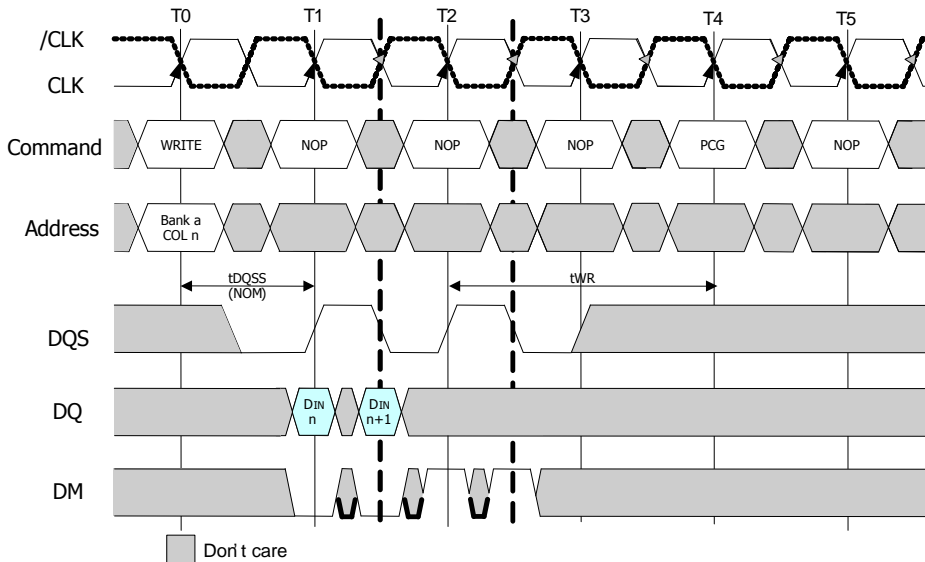 T0 T1 T2 T3 T4 T5
/CLK
CLK
Command WRITE NOP NOP NOP PCG NOP
Address Bank a
COL n
tDQSS
(NOM)
tWR
DQS
DQ DIN
n
DIN
n+1
DM
Don't care